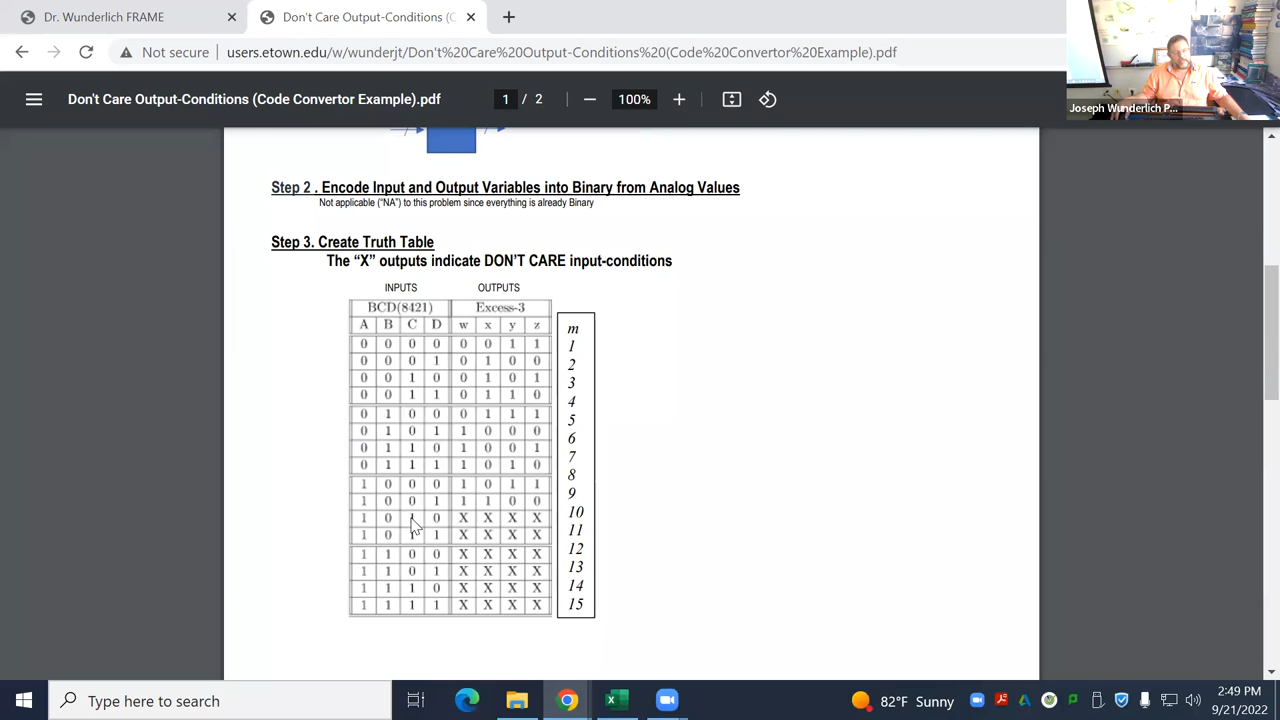 Dr. Wunderlich FRAME
Don't Care Output-Conditions (C
Not secure
users.etown.edu/w/wunderjt/Don't%20Care%20Output-Conditions%20(Code%20Convertor%20Example).pdf
Don't Care Output-Conditions (Code Convertor Example).pdf
1 / 2
100%
Joseph Wunderlich P...
Step 2 . Encode Input and Output Variables into Binary from Analog Values
Not applicable ("NA") to this problem since everything is already Binary
Step 3. Create Truth Table
The "X" outputs indicate DON'T CARE input-conditions
INPUTS OUTPUTS
BCD(8421) Excess-3
A B C D w x y z m
0 0 0 0 0 0 1 1 1
0 0 0 1 0 1 0 0 2
0 0 1 0 0 1 0 1 3
0 0 1 1 0 1 1 0 4
0 1 0 0 0 1 1 1 5
0 1 0 1 1 0 0 0 6
0 1 1 0 1 0 0 1 7
0 1 1 1 1 0 1 0 8
1 0 0 0 1 0 1 1 9
1 0 0 1 1 1 0 0 10
1 0 1 0 X X X X 11
1 0 1 1 X X X X 12
1 1 0 0 X X X X 13
1 1 0 1 X X X X 14
1 1 1 0 X X X X 15
1 1 1 1 X X X X
Type here to search
82°F Sunny
2:49 PM
9/21/2022